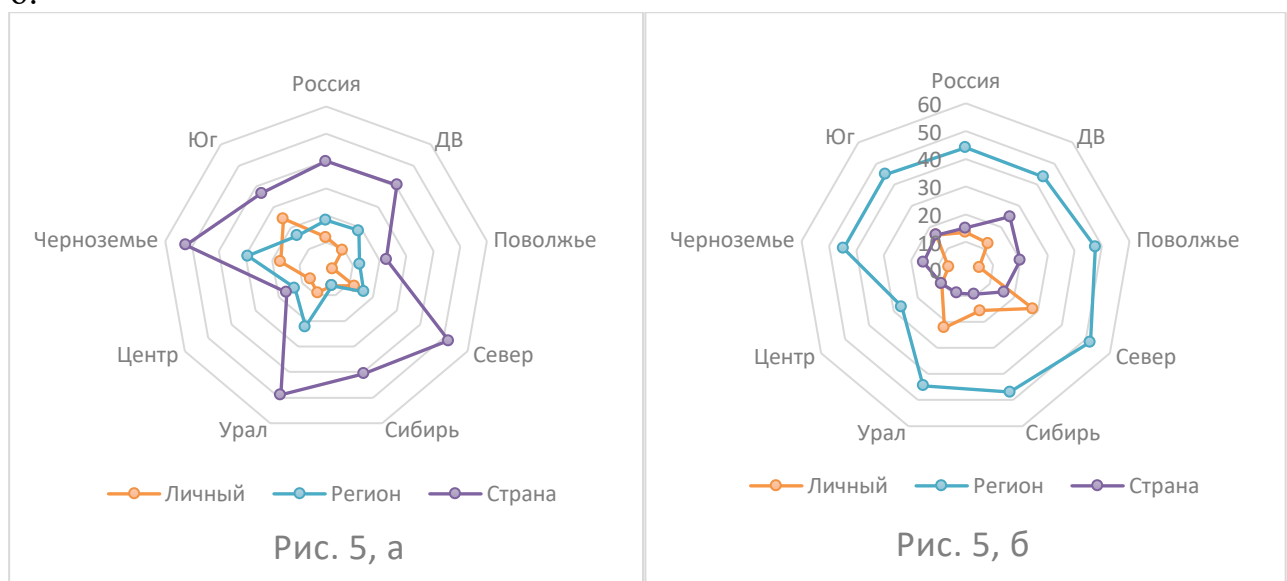 Россия
Юг
ДВ
Черноземье
Поволжье
Центр
Север
Урал
Сибирь
Личный Регион Страна
Рис. 5, а
Россия
60
50
40
30
20
10
0
Юг
ДВ
Черноземье
Поволжье
Центр
Север
Урал
Сибирь
Личный Регион Страна
Рис. 5, б